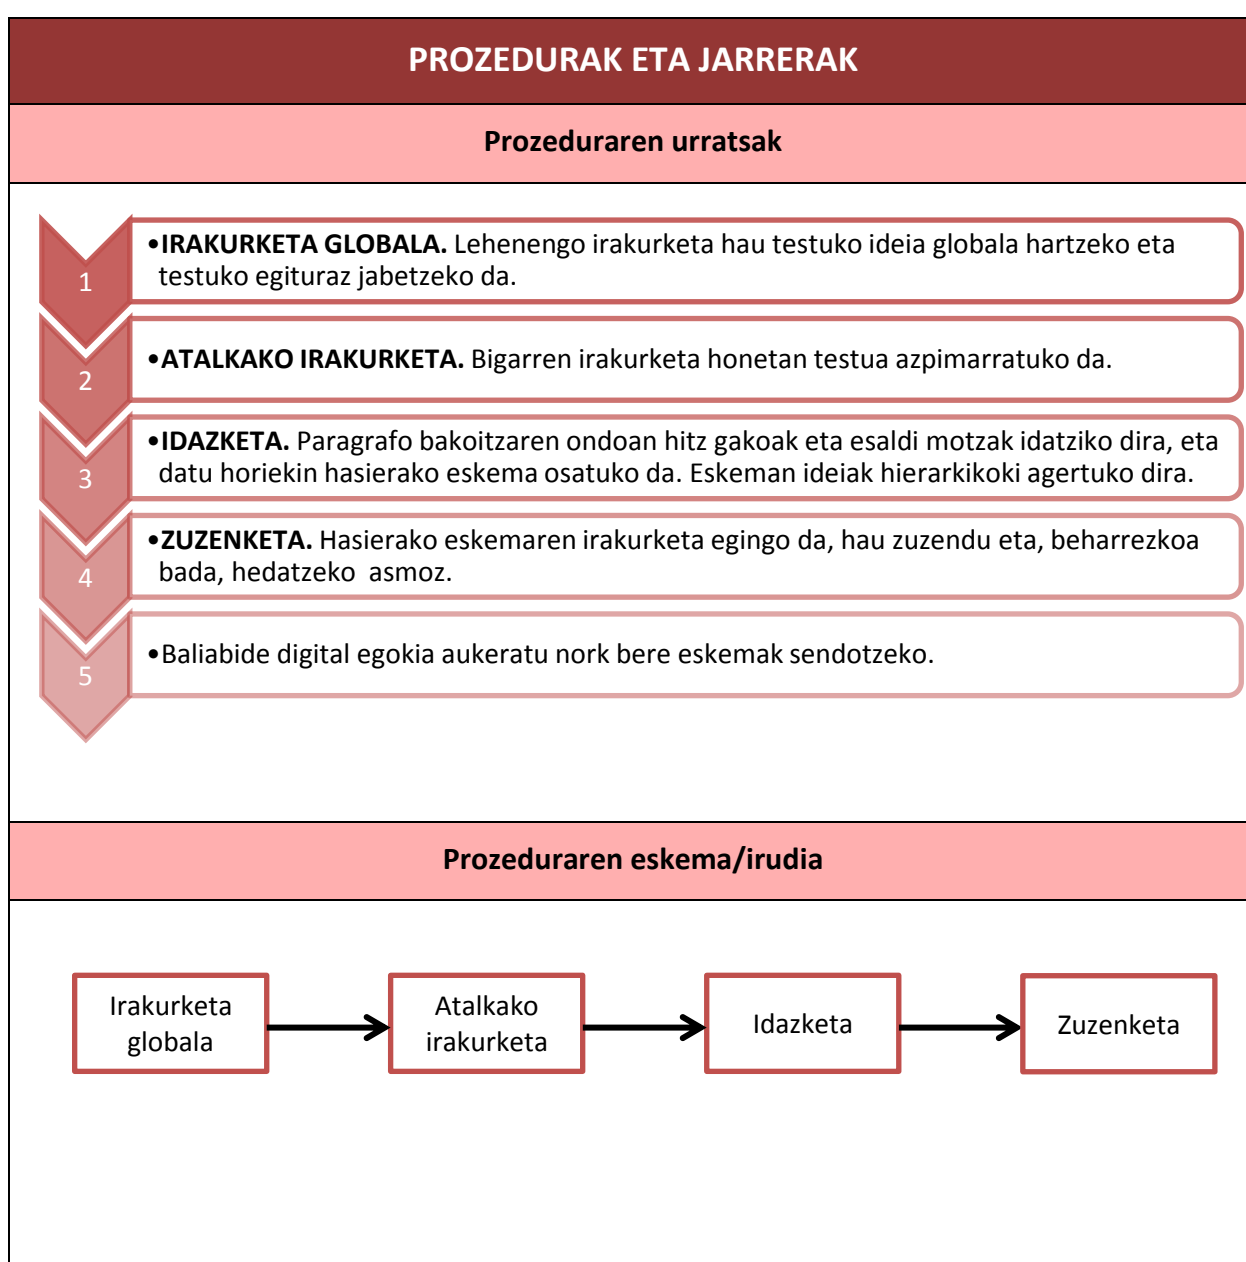 PROZEDURAK ETA JARRERAK
Prozeduraren urratsak
1
•IRAKURKETA GLOBALA. Lehenengo irakurketa hau testuko ideia globala hartzeko eta
testuko egituraz jabetzeko da.
2
•ATALKAKO IRAKURKETA. Bigarren irakurketa honetan testua azpimarratuko da.
3
•IDAZKETA. Paragrafo bakoitzaren ondoan hitz gakoak eta esaldi motzak idatziko dira, eta
datu horiekin hasierako eskema osatuko da. Eskeman ideiak hierarkikoki agertuko dira.
4
•ZUZENKETA. Hasierako eskemaren irakurketa egingo da, hau zuzendu eta, beharrezkoa
bada, hedatzeko asmoz.
5
•Baliabide digital egokia aukeratu nork bere eskemak sendotzeko.
Prozeduraren eskema/irudia
Irakurketa
globala
Atalkako
irakurketa
Idazketa
Zuzenketa